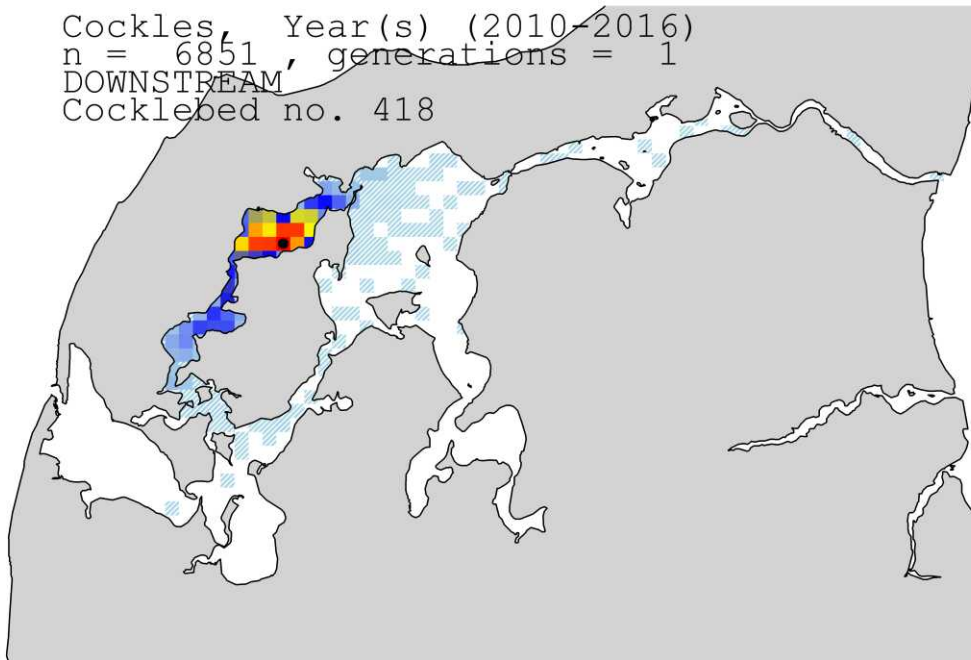 Cockles, Year(s) (2010-2016)
n = 6851 , generations = 1
DOWNSTREAM
Cocklebed no. 418